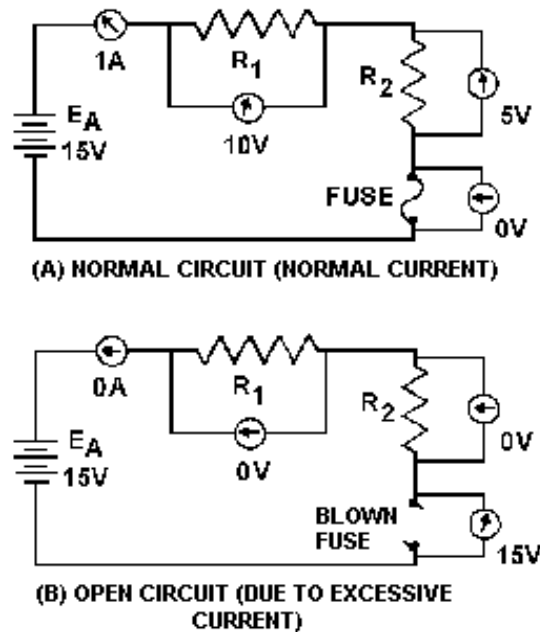 1A
R1
10V
R2
5V
EA
15V
FUSE
0V
(A) NORMAL CIRCUIT (NORMAL CURRENT)
0A
R1
0V
R2
0V
EA
15V
BLOWN
FUSE
15V
(B) OPEN CIRCUIT (DUE TO EXCESSIVE
CURRENT)